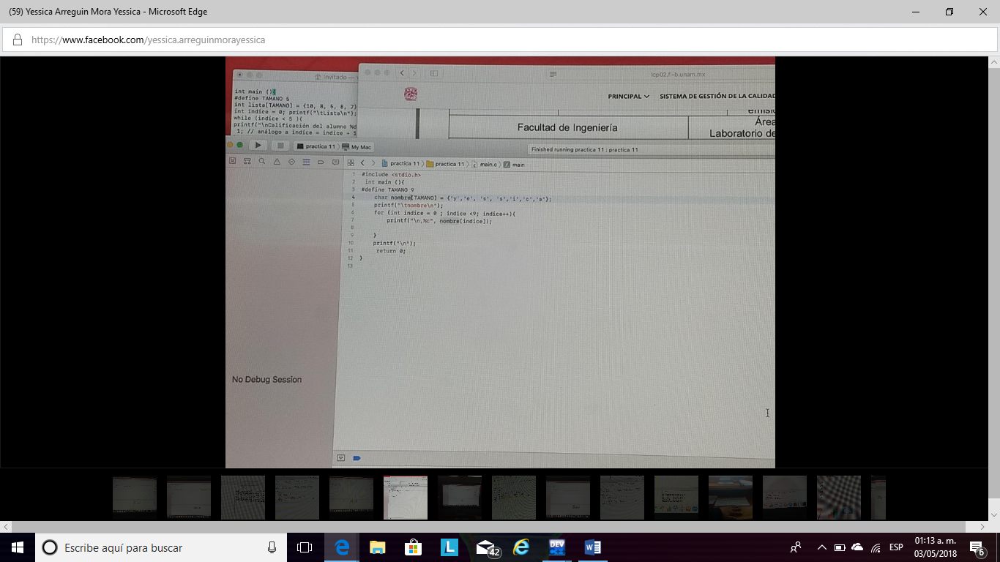 (59) Yessica Arreguin Mora Yessica - Microsoft Edge
https://www.facebook.com/yessica.arreguinmorayessica
Invitado —
lcp02.fi-b.unam.mx
int main (){
#define TAMANO 5
int lista[TAMANO] = {10, 8, 5, 8, 7}
int indice = 0; printf("\tLista\n");
while (indice < 5 ){
printf("\nCalificación del alumno %d
1; // análogo a indice = indice + 1
PRINCIPAL
SISTEMA DE GESTIÓN DE LA CALIDAD
emisió
Facultad de Ingeniería
Área
Laboratorio de
practica 11
My Mac
Finished running practica 11 : practica 11
practica 11
practica 11
main.c
main
1 #include <stdio.h>
2 int main (){
3 #define TAMANO 9
4 char nombre[TAMANO] = {'y','e', 's', 's','i','c','a'};
5 printf("\tnombre\n");
6 for (int indice = 0 ; indice <9; indice++){
7 printf("\n,%c", nombre[indice]);
8
9 }
10 printf("\n");
11 return 0;
12 }
13
No Debug Session
Escribe aquí para buscar
42
DEV
ESP
01:13 a. m.
03/05/2018
6